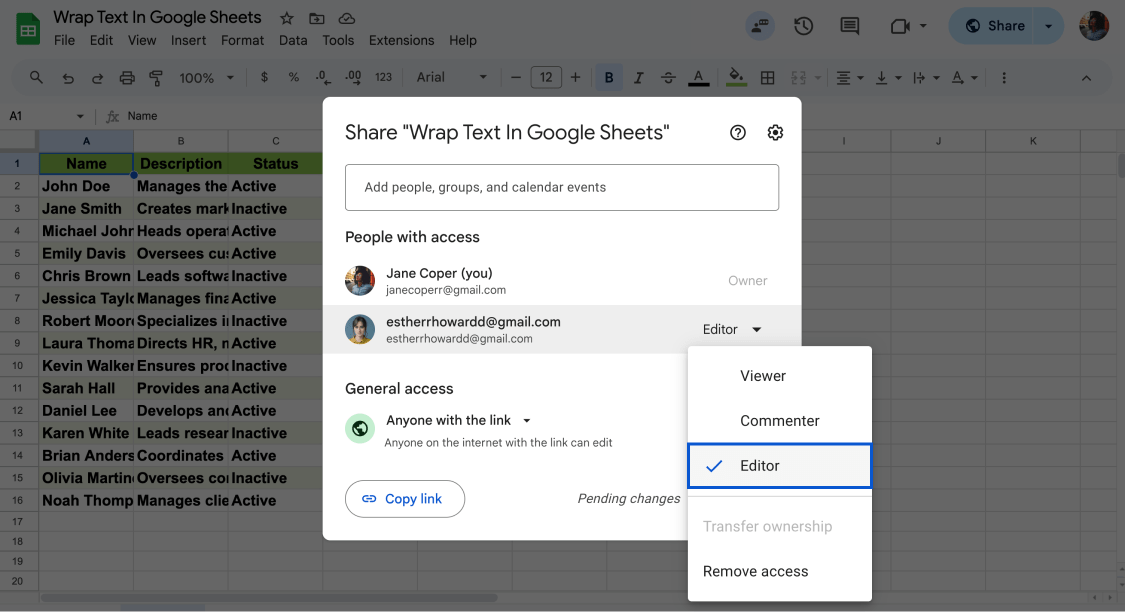 Wrap Text In Google Sheets
File Edit View Insert Format Data Tools Extensions Help
Share
100% $ % .0 .00 123 Arial 12 B I S A A
A1 fx Name
A B C I J K
1 Name Description Status
2 John Doe Manages the Active
3 Jane Smith Creates mark Inactive
4 Michael John Heads operat Active
5 Emily Davis Oversees cus Inactive
6 Chris Brown Leads softwa Inactive
7 Jessica Taylo Manages fina Active
8 Robert Moore Specializes i Inactive
9 Laura Thoma Directs HR, m Active
10 Kevin Walker Ensures proc Inactive
11 Sarah Hall Provides ana Active
12 Daniel Lee Develops and Active
13 Karen White Leads resear Inactive
14 Brian Anders Coordinates Active
15 Olivia Martin Oversees con Inactive
16 Noah Thomp Manages clie Active
17
18
19
20
Share "Wrap Text In Google Sheets"
Add people, groups, and calendar events
People with access
Jane Coper (you)
janecoperr@gmail.com
Owner
estherrhowardd@gmail.com
estherrhowardd@gmail.com
Editor
General access
Anyone with the link
Anyone on the internet with the link can edit
Copy link
Pending changes
Viewer
Commenter
Editor
Transfer ownership
Remove access